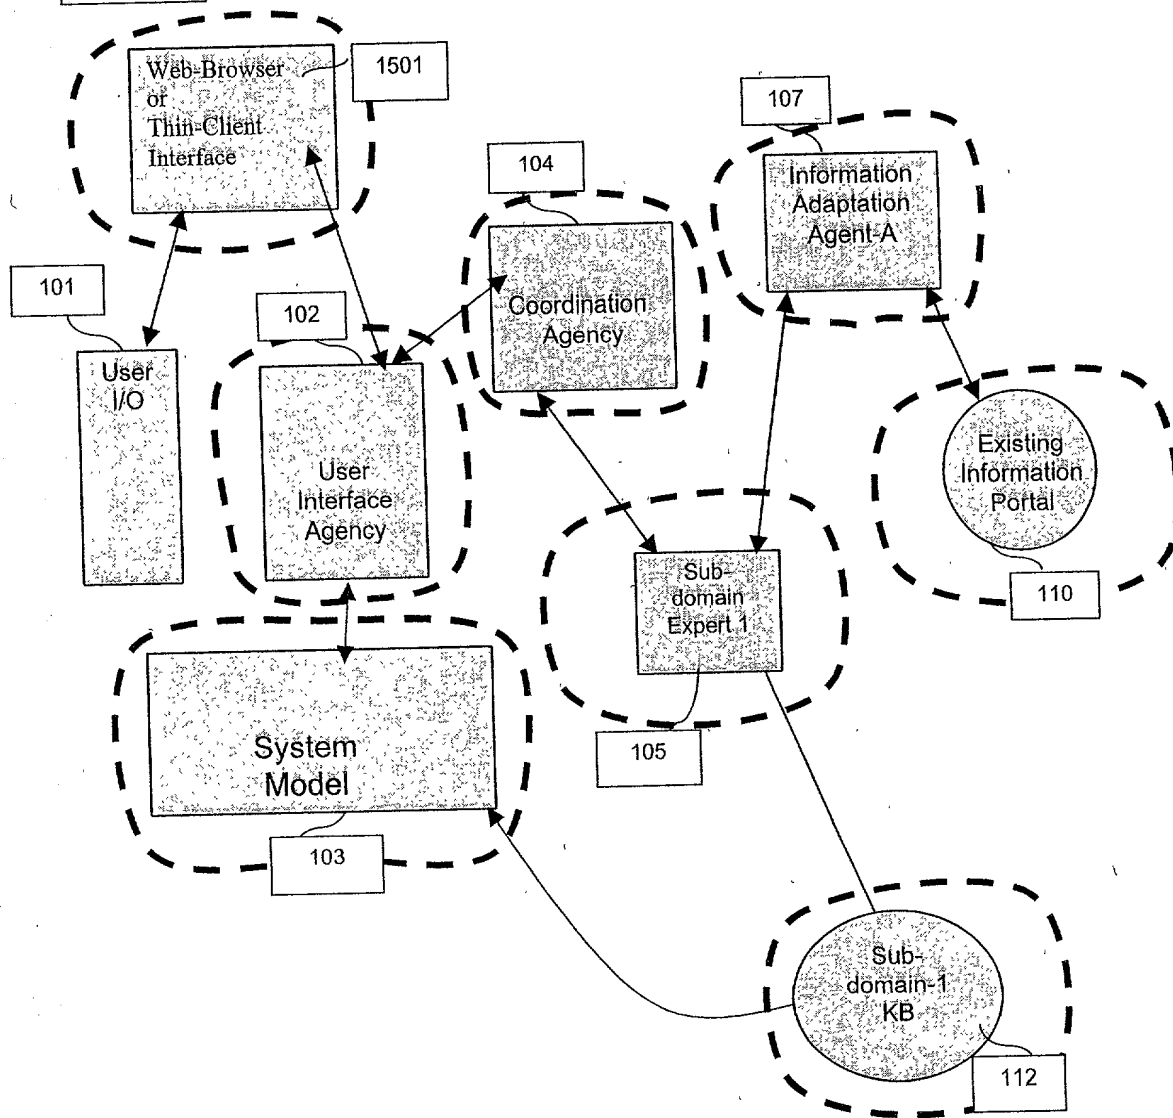 Web-Browser
or
Thin-Client
Interface
1501
107
104
Information
Adaptation
Agent-A
101
102
Coordination
Agency
User
I/O
User
Interface
Agency
Existing
Information
Portal
Sub-
domain
Expert 1
110
105
System
Model
103
Sub-
domain-1
KB
112